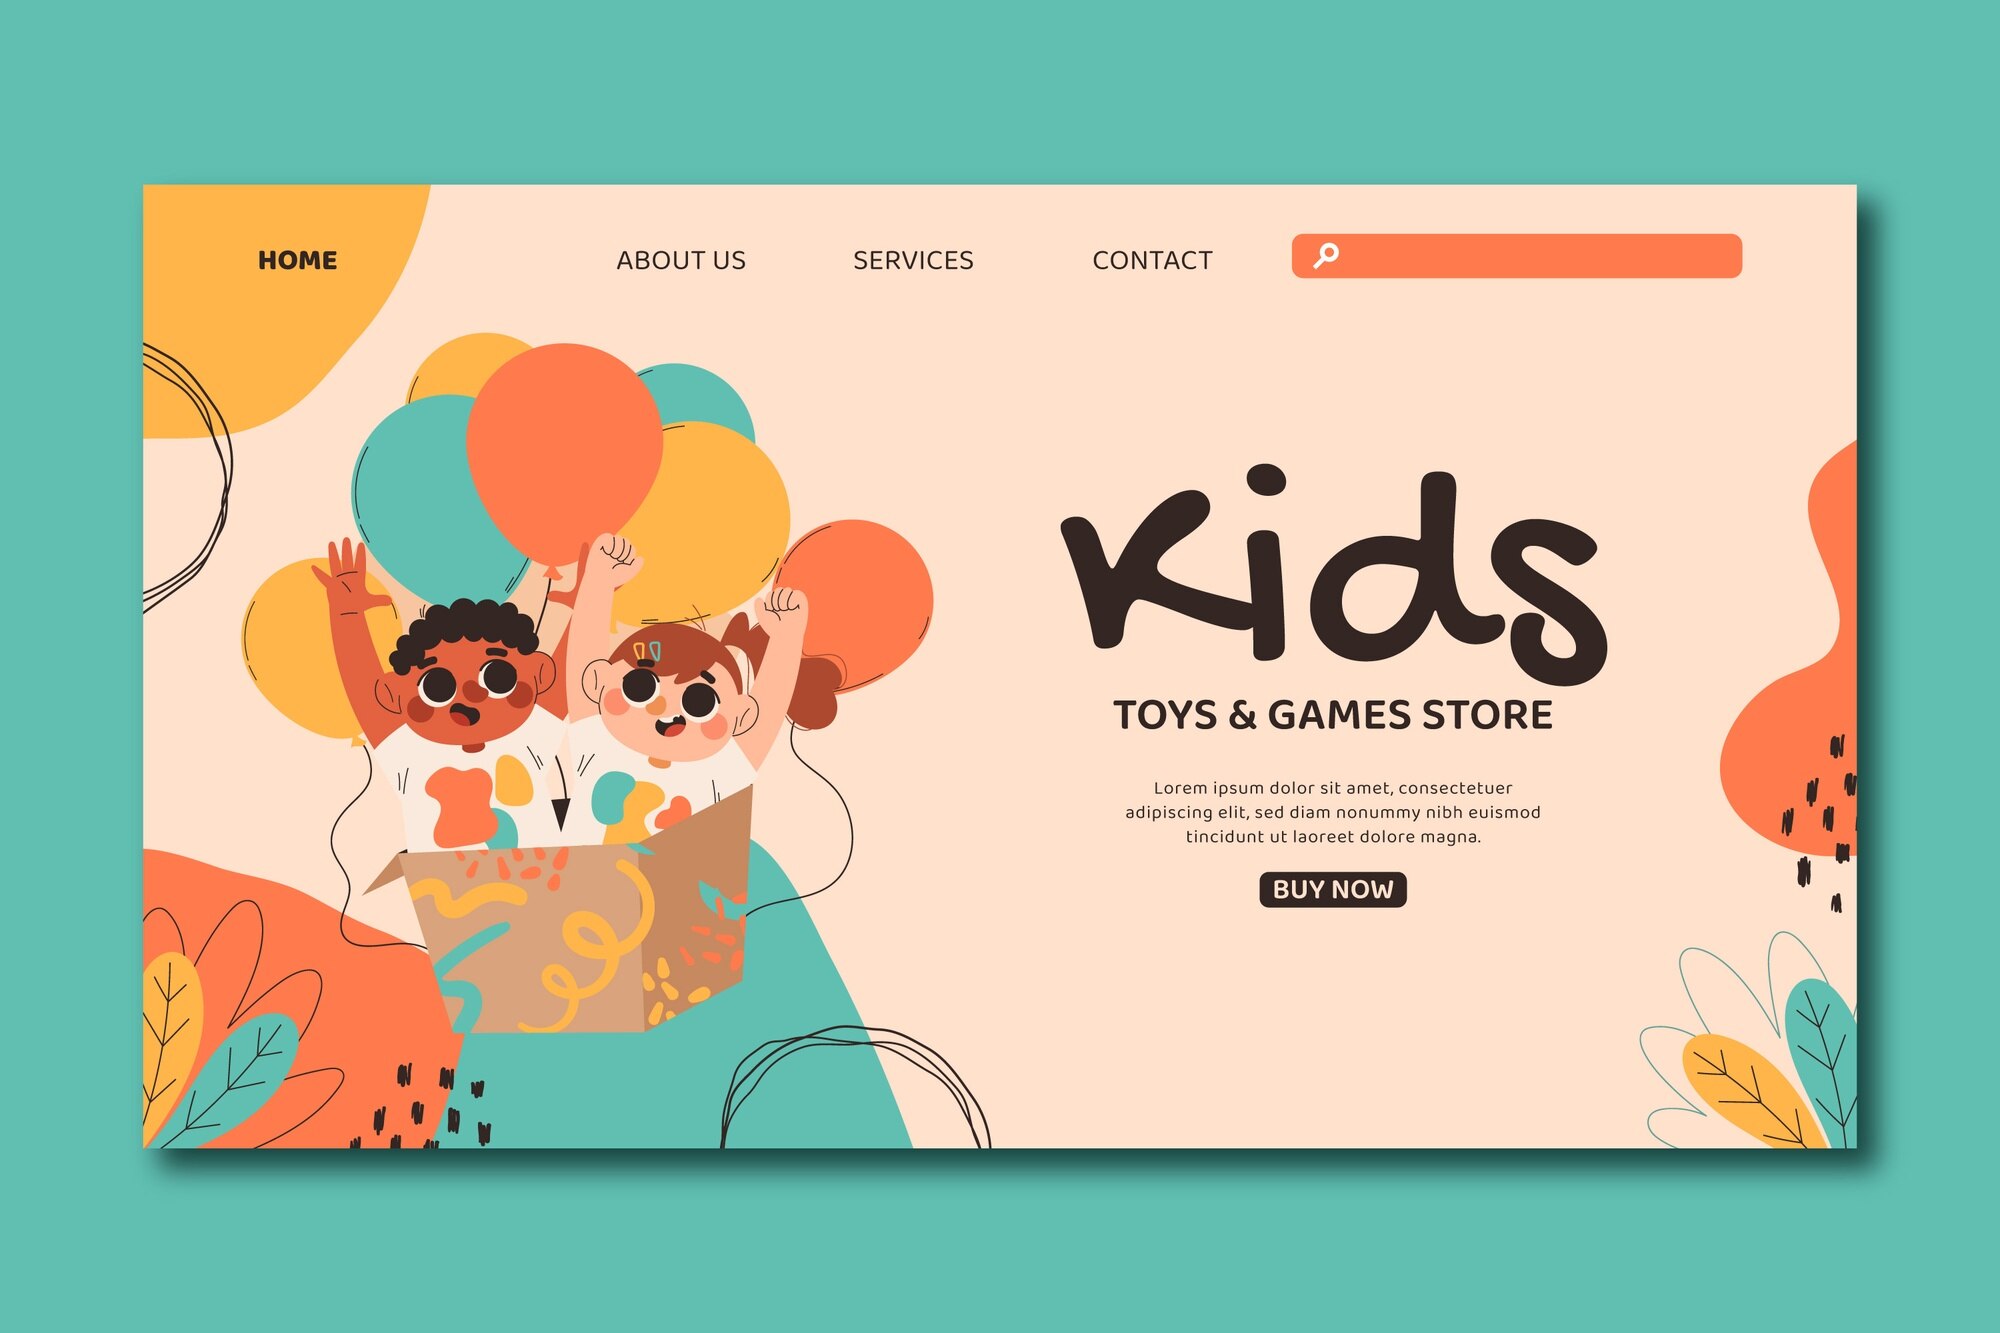 HOME
ABOUT US
SERVICES
CONTACT
Kids
TOYS & GAMES STORE
Lorem ipsum dolor sit amet, consectetuer
adipiscing elit, sed diam nonummy nibh euismod
tincidunt ut laoreet dolore magna.
BUY NOW